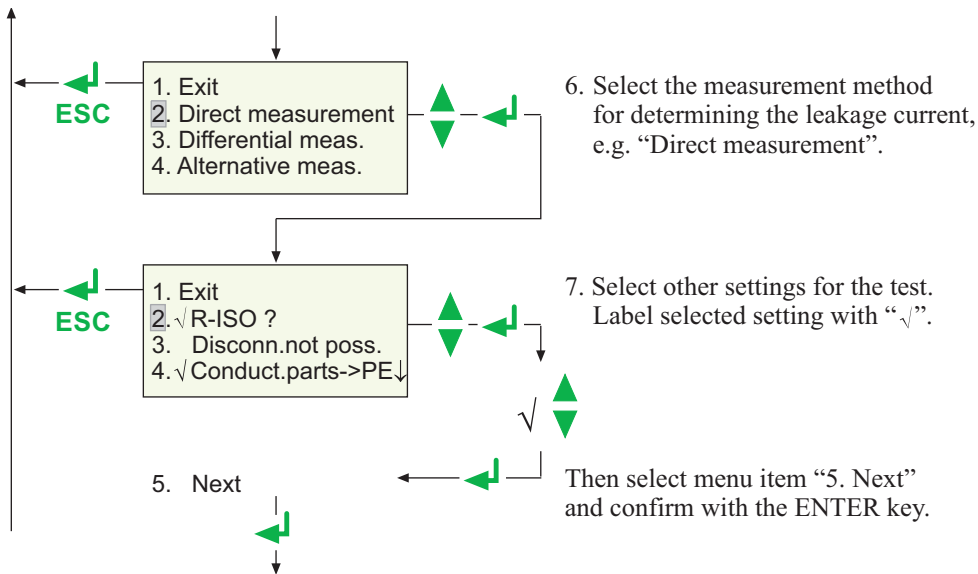 1. Exit
2. Direct measurement
3. Differential meas.
4. Alternative meas.
ESC
6. Select the measurement method
for determining the leakage current,
e.g. “Direct measurement”.
1. Exit
2.√ R-ISO ?
3. Disconn.not poss.
4.√ Conduct.parts->PE↓
ESC
7. Select other settings for the test.
Label selected setting with “√”.
√
5. Next
Then select menu item “5. Next”
and confirm with the ENTER key.